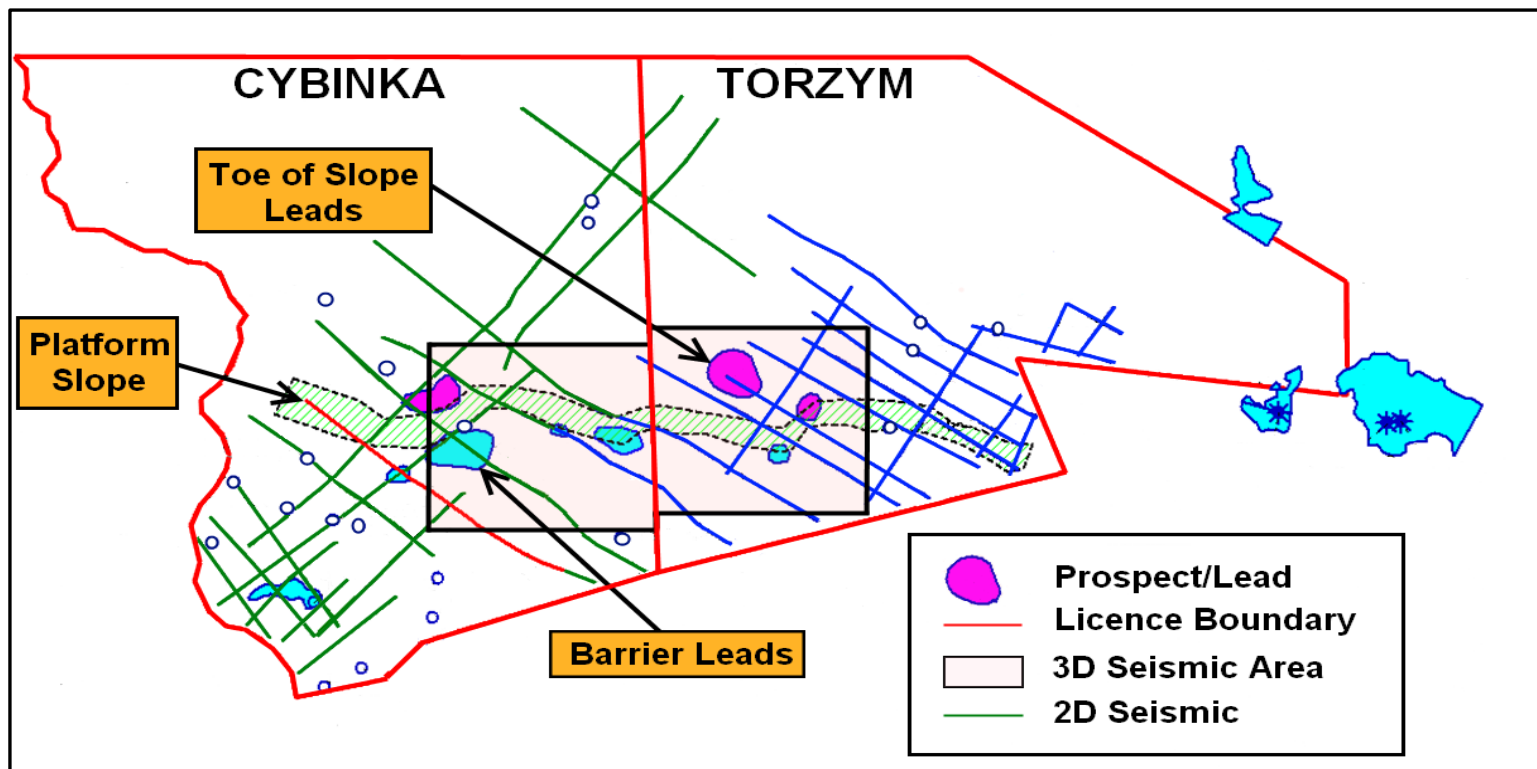 CYBINKA
TORZYM
Toe of Slope
Leads
Platform
Slope
Barrier Leads
Prospect/Lead
Licence Boundary
3D Seismic Area
2D Seismic